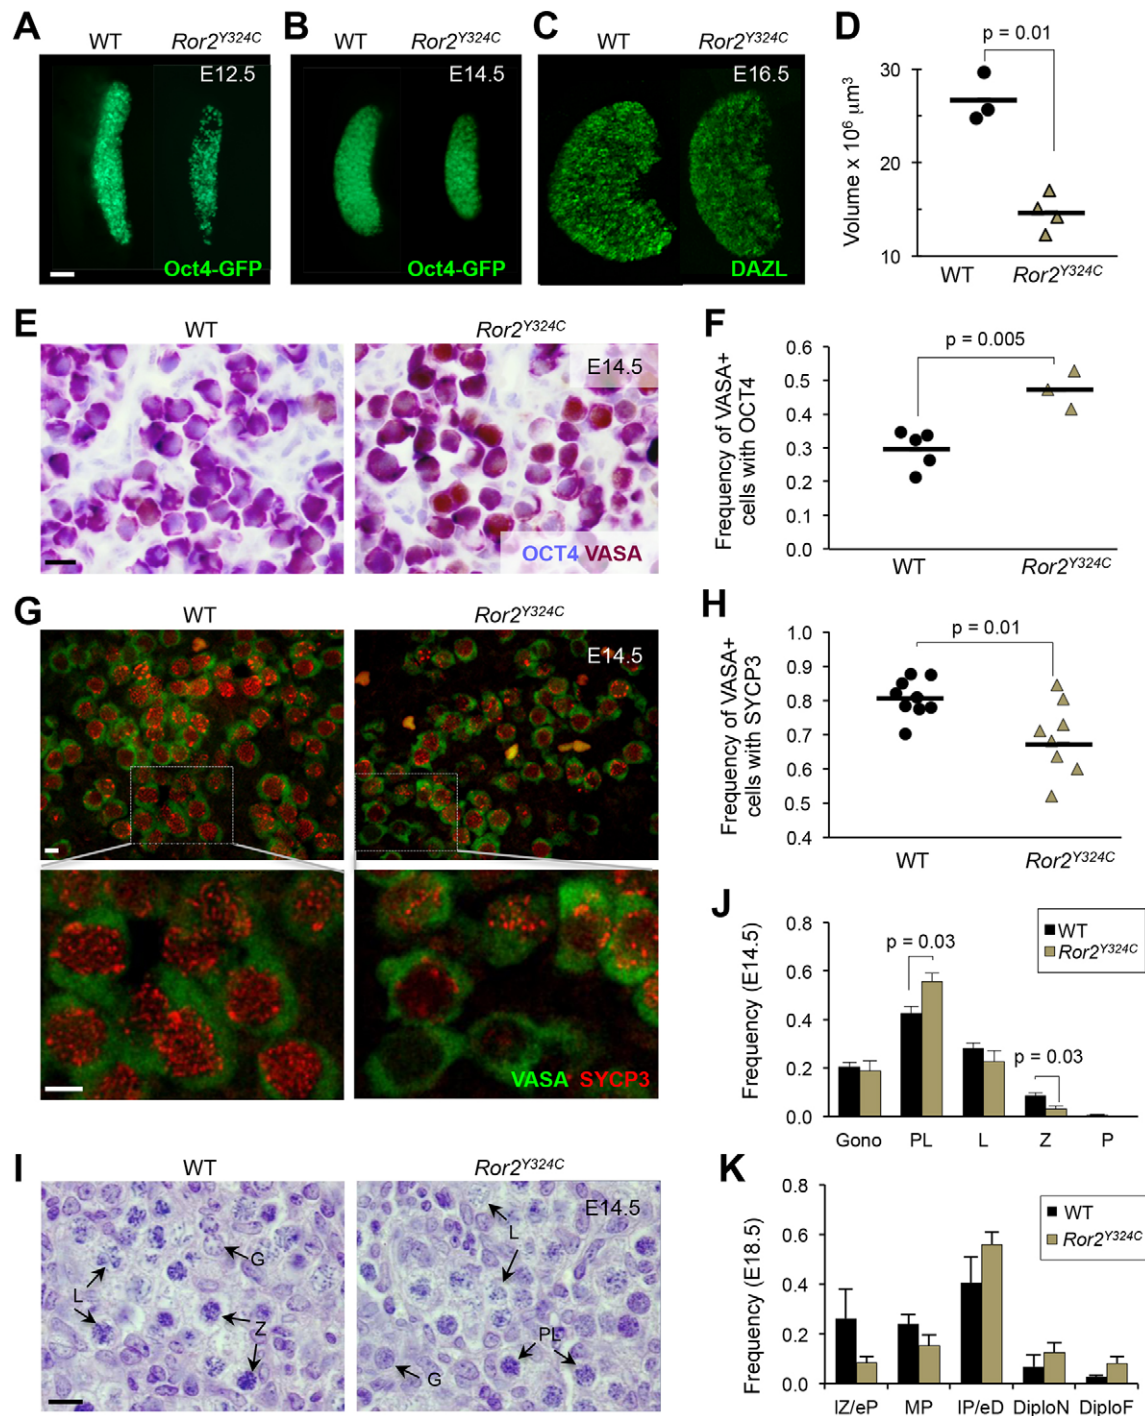 A WT Ror2Y324C E12.5 Oct4-GFP
B WT Ror2Y324C E14.5 Oct4-GFP
C WT Ror2Y324C E16.5 DAZL
D
p = 0.01
Volume x 10⁶ µm³
30
20
10
WT Ror2Y324C
E WT Ror2Y324C
E14.5
OCT4 VASA
F
p = 0.005
Frequency of VASA+
cells with OCT4
0.6
0.5
0.4
0.3
0.2
0.1
0.0
WT Ror2Y324C
G WT Ror2Y324C
E14.5
VASA SYCP3
H
p = 0.01
Frequency of VASA+
cells with SYCP3
1.0
0.9
0.8
0.7
0.6
0.5
0.4
WT Ror2Y324C
I WT Ror2Y324C
E14.5
G
L
Z
L
PL
G
J
WT
Ror2Y324C
p = 0.03
p = 0.03
Frequency (E14.5)
0.8
0.6
0.4
0.2
0.0
Gono PL L Z P
K
WT
Ror2Y324C
Frequency (E18.5)
0.8
0.6
0.4
0.2
0.0
lZ/eP MP lP/eD DiploN DiploF